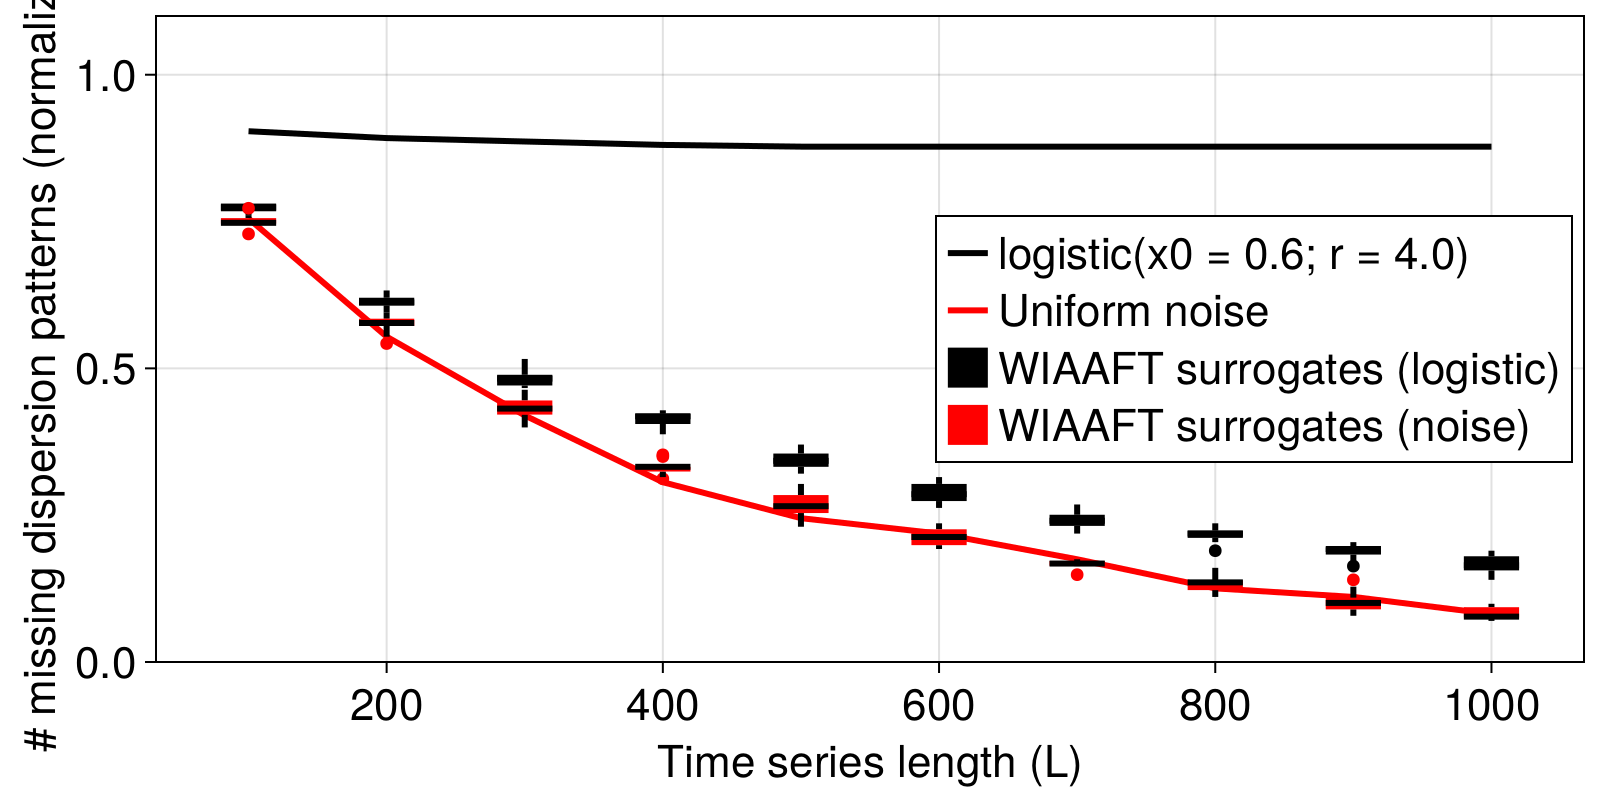 # missing dispersion patterns (normaliz
1.0
0.5
0.0
logistic(x0 = 0.6; r = 4.0)
Uniform noise
WIAAFT surrogates (logistic)
WIAAFT surrogates (noise)
200
400
600
800
1000
Time series length (L)